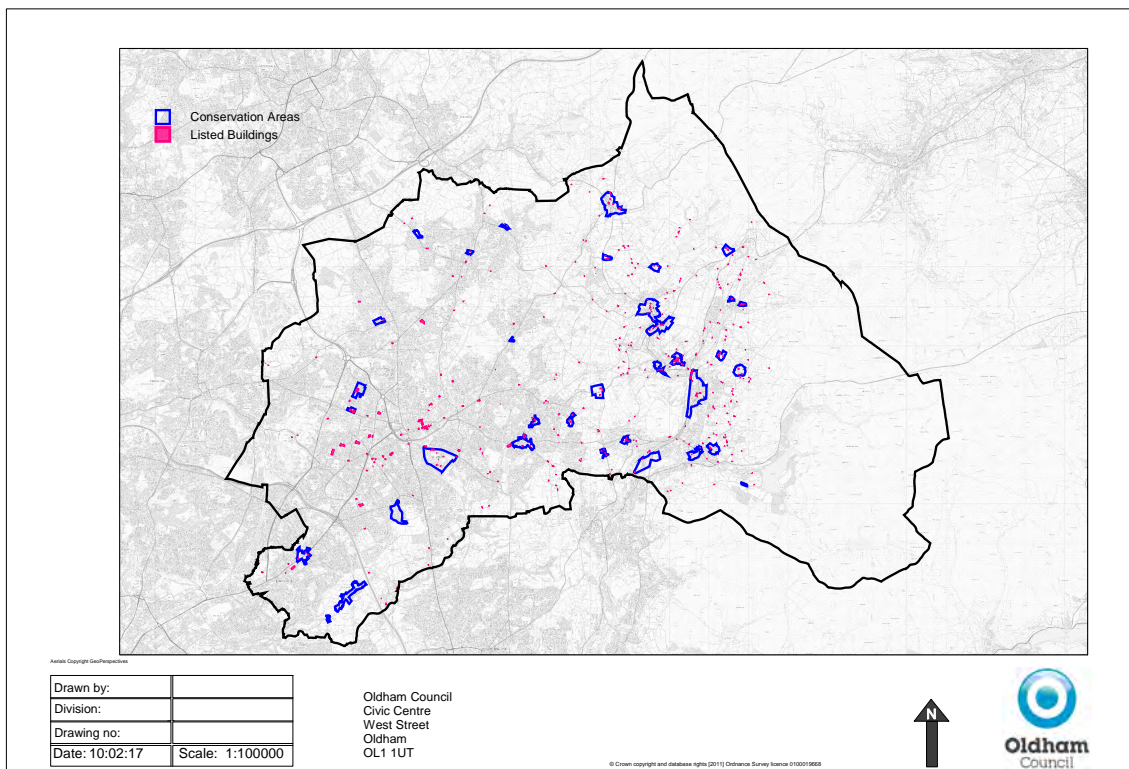 Conservation Areas
Listed Buildings
Aerials Copyright GeoPerspectives
Drawn by:
Division:
Drawing no:
Date: 10:02:17 Scale: 1:100000
Oldham Council
Civic Centre
West Street
Oldham
OL1 1UT
N
Oldham
Council
© Crown copyright and database rights [2011] Ordnance Survey licence 0100019668